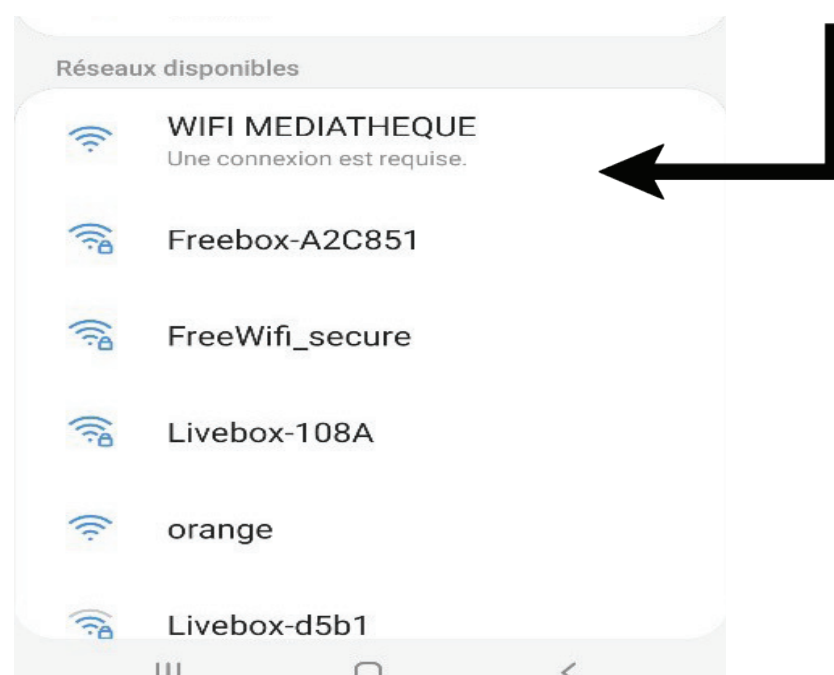 Réseaux disponibles
WIFI MEDIATHEQUE
Une connexion est requise.
Freebox-A2C851
FreeWifi_secure
Livebox-108A
orange
Livebox-d5b1